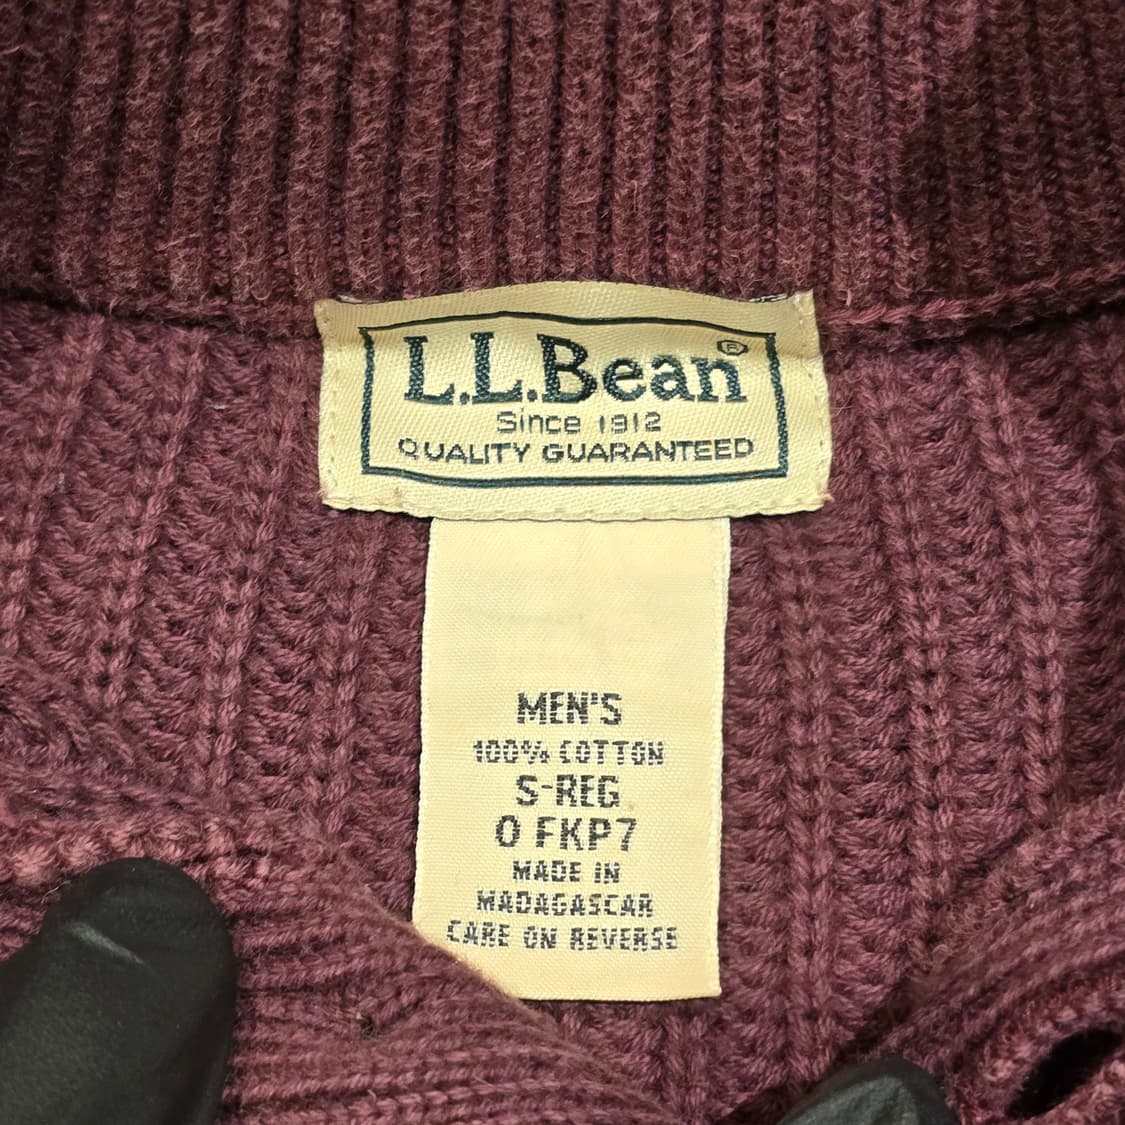 L.L.Bean®
Since 1912
QUALITY GUARANTEED
MEN'S
100% COTTON
S-REG
0 FKP7
MADE IN
MADAGASCAR
CARE ON REVERSE